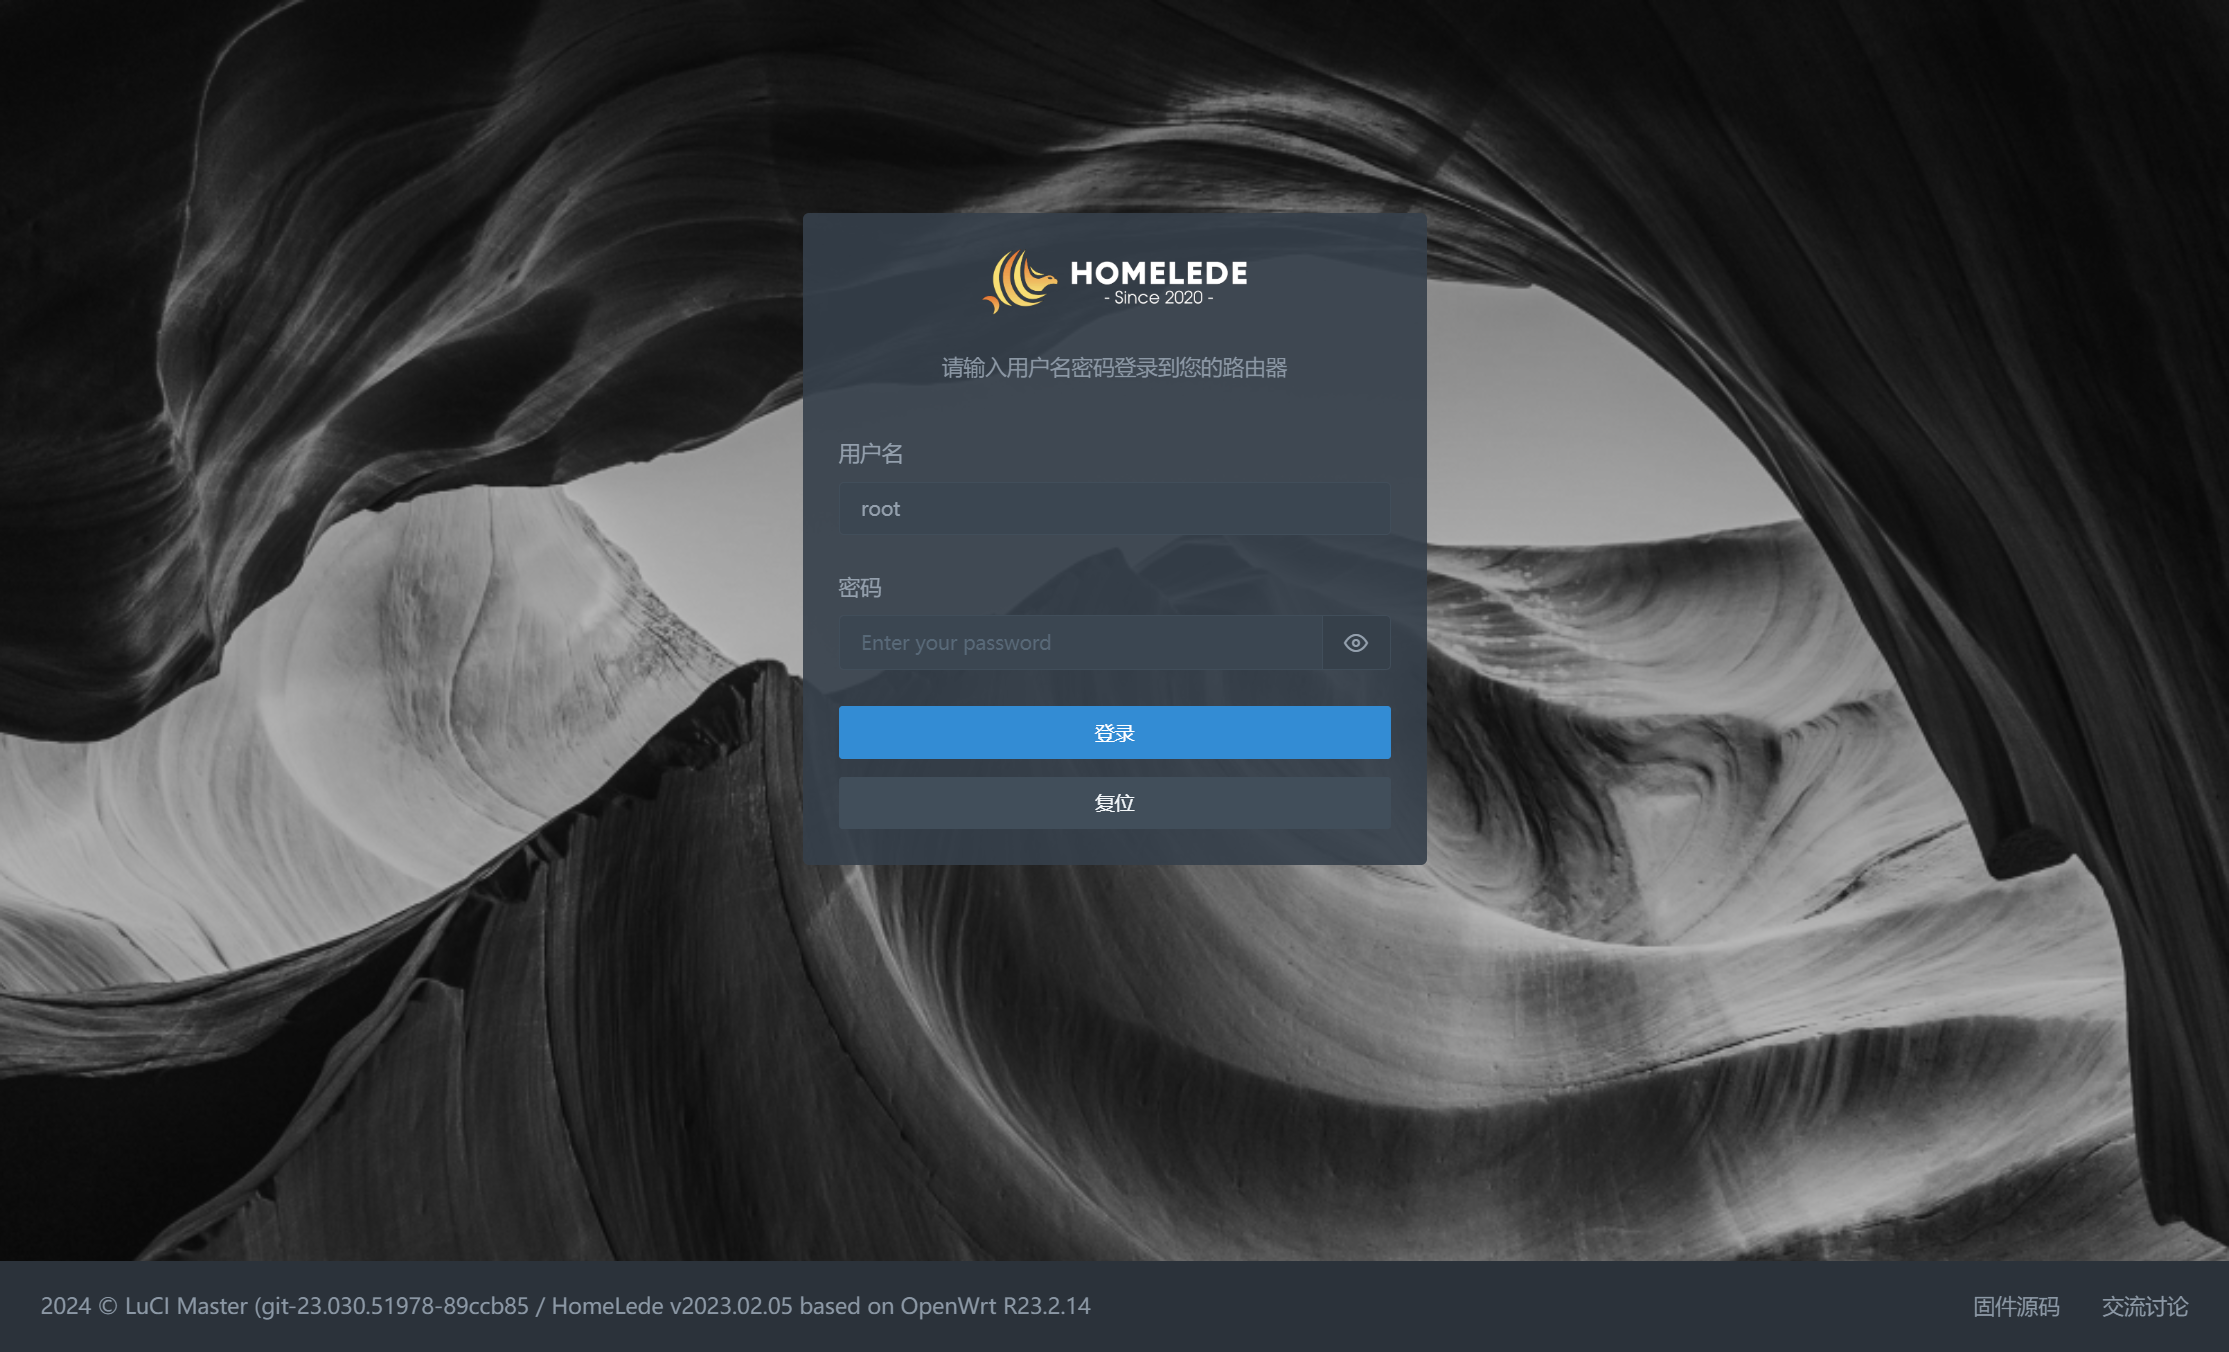 HOMELEDE
- Since 2020 -
请输入用户名密码登录到您的路由器
用户名
root
密码
Enter your password
登录
复位
2024 © LuCI Master (git-23.030.51978-89ccb85 / HomeLede v2023.02.05 based on OpenWrt R23.2.14
固件源码 交流讨论